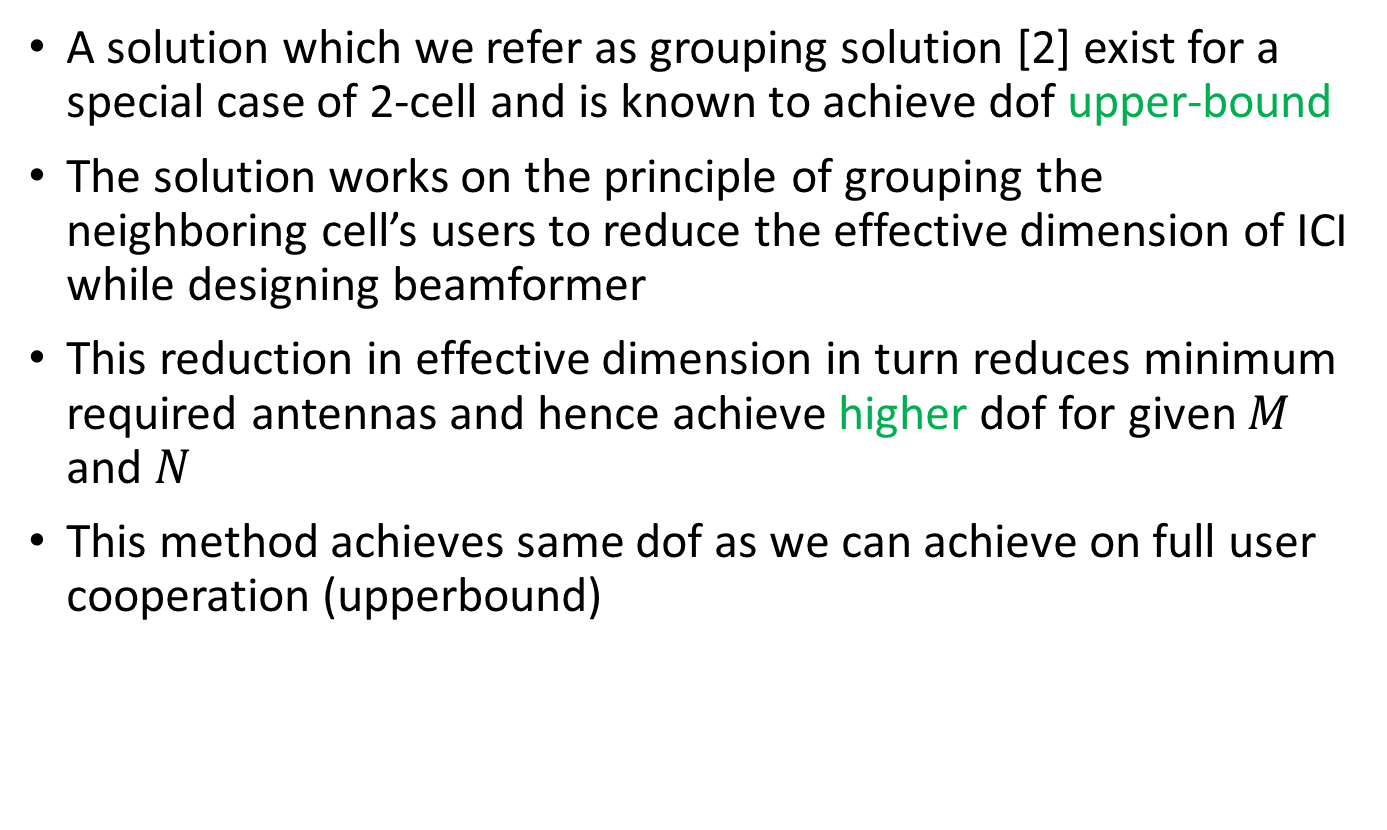 • A solution which we refer as grouping solution [2] exist for a
special case of 2-cell and is known to achieve dof upper-bound
• The solution works on the principle of grouping the
neighboring cell’s users to reduce the effective dimension of ICI
while designing beamformer
• This reduction in effective dimension in turn reduces minimum
required antennas and hence achieve higher dof for given M
and N
• This method achieves same dof as we can achieve on full user
cooperation (upperbound)